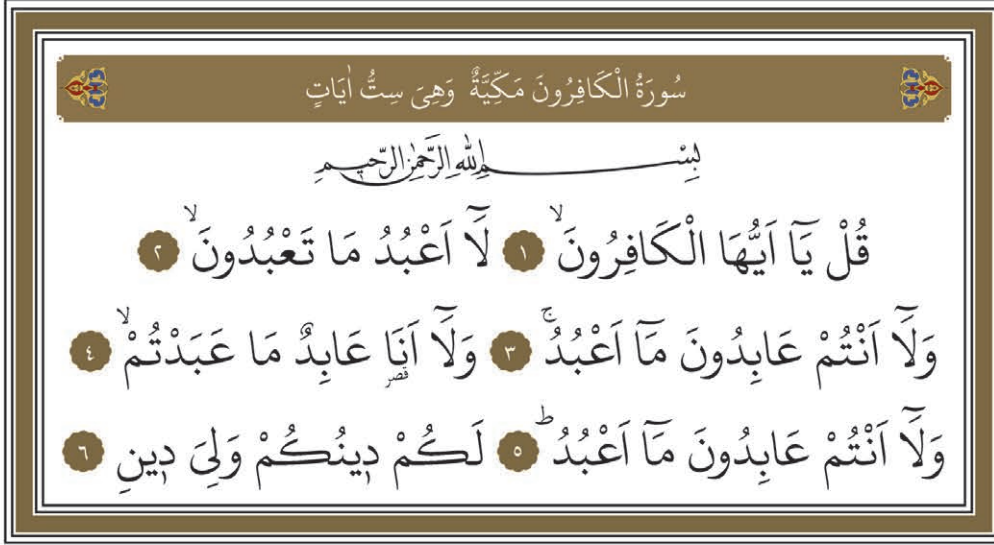 سُورَةُ الْكَافِرُونَ مَكِّيَّةٌ وَهِيَ سِتُّ اٰيَاتٍ
بِسْمِ اللّٰهِ الرَّحْمٰنِ الرَّحِيمِ
قُلْ يَٓا اَيُّهَا الْكَافِرُونَۙ ١ لَٓا اَعْبُدُ مَا تَعْبُدُونَۙ ٢
وَلَٓا اَنْتُمْ عَابِدُونَ مَٓا اَعْبُدُۚ ٣ وَلَٓا اَنَا۬ عَابِدٌ مَا عَبَدْتُمْۙ ٤
قصر
وَلَٓا اَنْتُمْ عَابِدُونَ مَٓا اَعْبُدُۜ ٥ لَكُمْ د۪ينُكُمْ وَلِيَ د۪ينِ ٦